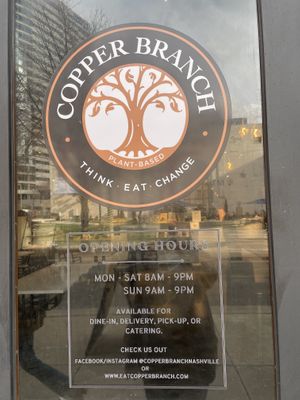 COPPER BRANCH
PLANT-BASED
THINK · EAT · CHANGE
OPENING HOURS
MON - SAT 8AM - 9PM
SUN 9AM - 9PM
AVAILABLE FOR
DINE-IN, DELIVERY, PICK-UP, OR
CATERING.
CHECK US OUT
FACEBOOK/INSTAGRAM @COPPERBRANCHNASHVILLE
OR
WWW.EATCOPPERBRANCH.COM